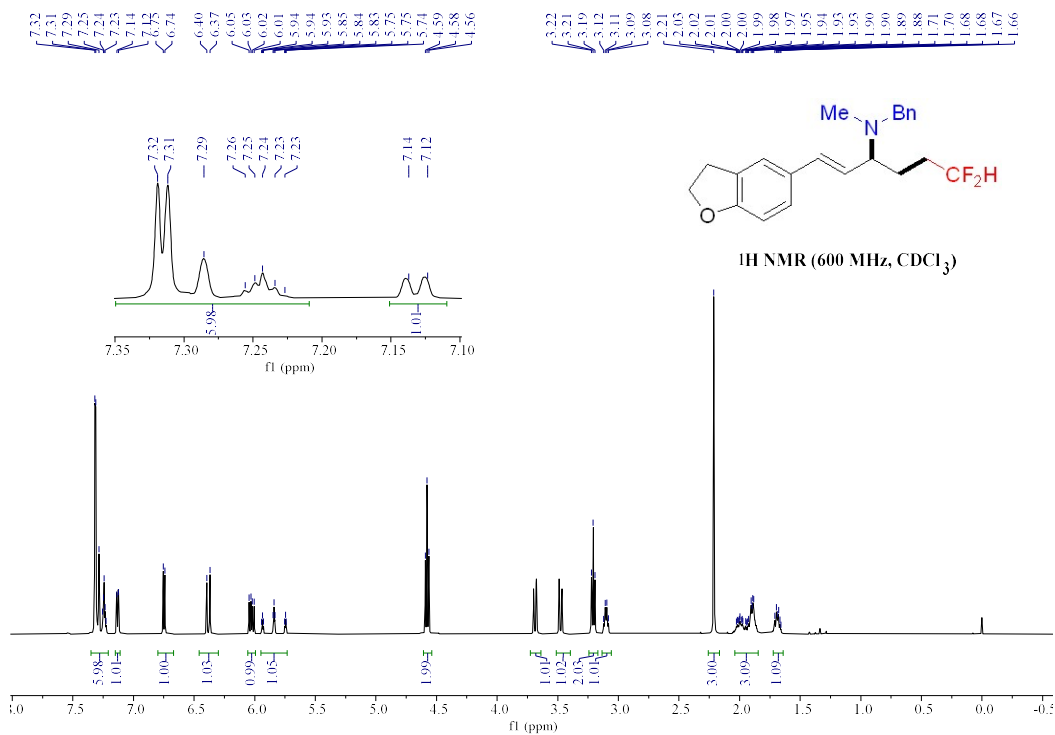 7.32 7.31 7.29 7.25 7.24 7.23 7.14 7.12 6.75 6.74 6.40 6.37 6.05 6.03 6.02 6.01 5.94 5.94 5.93 5.85 5.84 5.83 5.75 5.75 5.74 4.59 4.58 4.56 3.22 3.21 3.19 3.12 3.11 3.09 3.08 2.21 2.03 2.02 2.01 2.00 2.00 1.99 1.98 1.97 1.95 1.94 1.93 1.93 1.90 1.90 1.89 1.88 1.71 1.70 1.68 1.68 1.67 1.66
7.32 7.31 7.29 7.26 7.25 7.24 7.23 7.23 7.14 7.12
5.98 1.01
7.35 7.30 7.25 7.20 7.15 7.10
f1 (ppm)
Me Bn
N
CF2H
O
1H NMR (600 MHz, CDCl3)
5.98 1.01 1.00 1.03 0.99 1.05 1.99 1.01 1.02 2.03 1.01 3.00 3.09 1.09
8.0 7.5 7.0 6.5 6.0 5.5 5.0 4.5 4.0 3.5 3.0 2.5 2.0 1.5 1.0 0.5 0.0 -0.5
f1 (ppm)